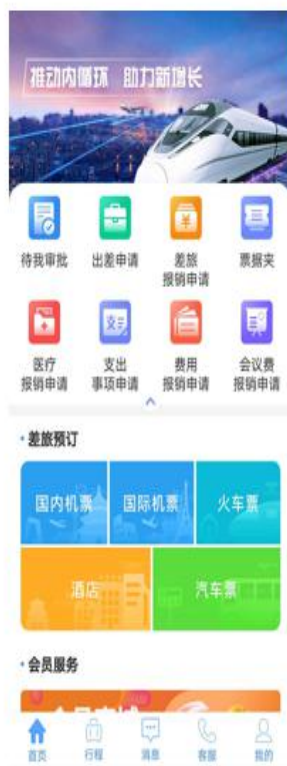 推动内循环 助力新增长
待我审批
出差申请
差旅
报销申请
票据夹
医疗
报销申请
支出
事项申请
费用
报销申请
会议费
报销申请
差旅预订
国内机票
国际机票
火车票
酒店
汽车票
会员服务
首页
行程
消息
客服
我的